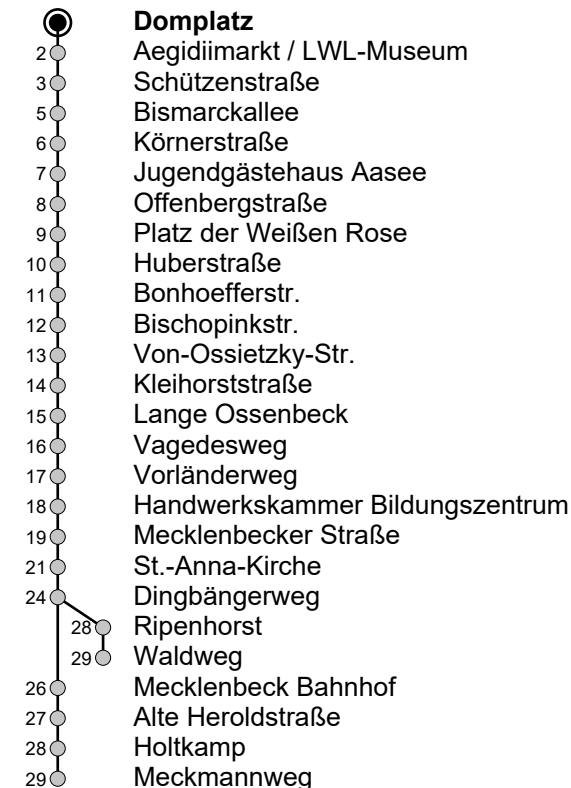 Domplatz
2 Aegidiimarkt / LWL-Museum
3 Schützenstraße
5 Bismarckallee
6 Körnerstraße
7 Jugendgästehaus Aasee
8 Offenbergstraße
9 Platz der Weißen Rose
10 Huberstraße
11 Bonhoefferstr.
12 Bischopinkstr.
13 Von-Ossietzky-Str.
14 Kleihorststraße
15 Lange Ossenbeck
16 Vagedesweg
17 Vorländerweg
18 Handwerkskammer Bildungszentrum
19 Mecklenbecker Straße
21 St.-Anna-Kirche
24 Dingbängerweg
28 Ripenhorst
29 Waldweg
26 Mecklenbeck Bahnhof
27 Alte Heroldstraße
28 Holtkamp
29 Meckmannweg